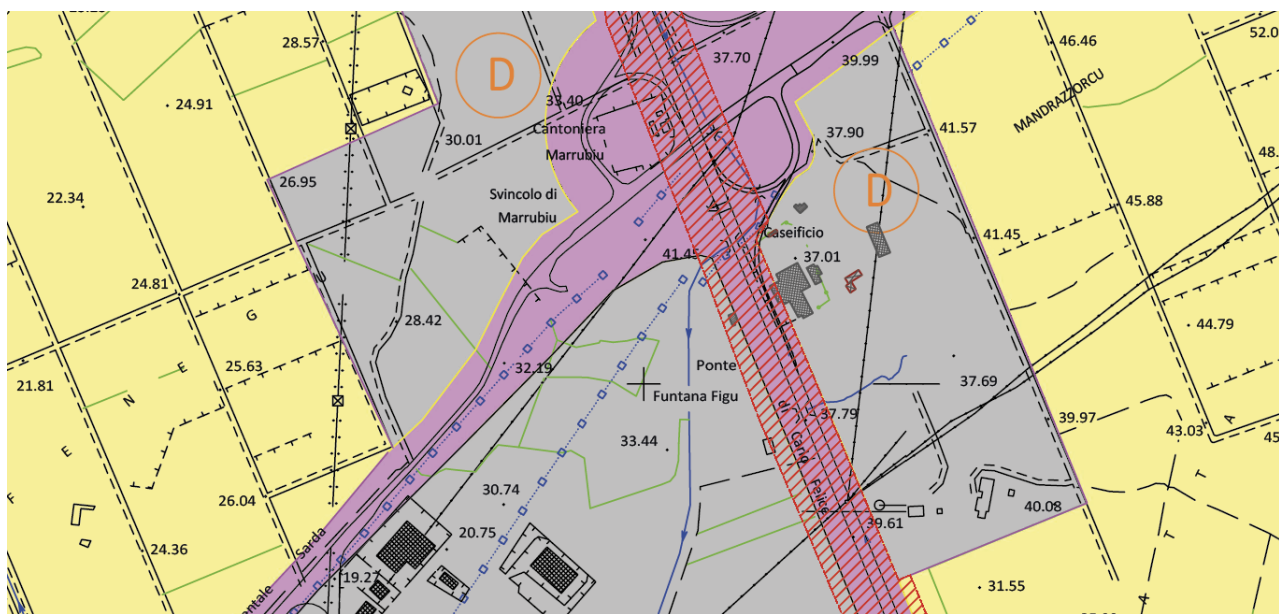 28.57
37.70
46.46
52.0
D
39.99
24.91
33.40
MANDRAZZORCU
Cantoniera
Marrubiu
37.90
41.57
30.01
48.
26.95
D
22.34
Svincolo di
Marrubiu
45.88
Caseificio
41.45
41.45
37.01
24.81
G
28.42
44.79
32.19
25.63
E
Ponte
37.69
Funtana Figu
N
37.79
39.97
A
33.44
43.03
45
di Carlo Felice
E
T
30.74
26.04
40.08
F
20.75
39.61
T
24.36
Sarda
19.27
31.55
A
ntale